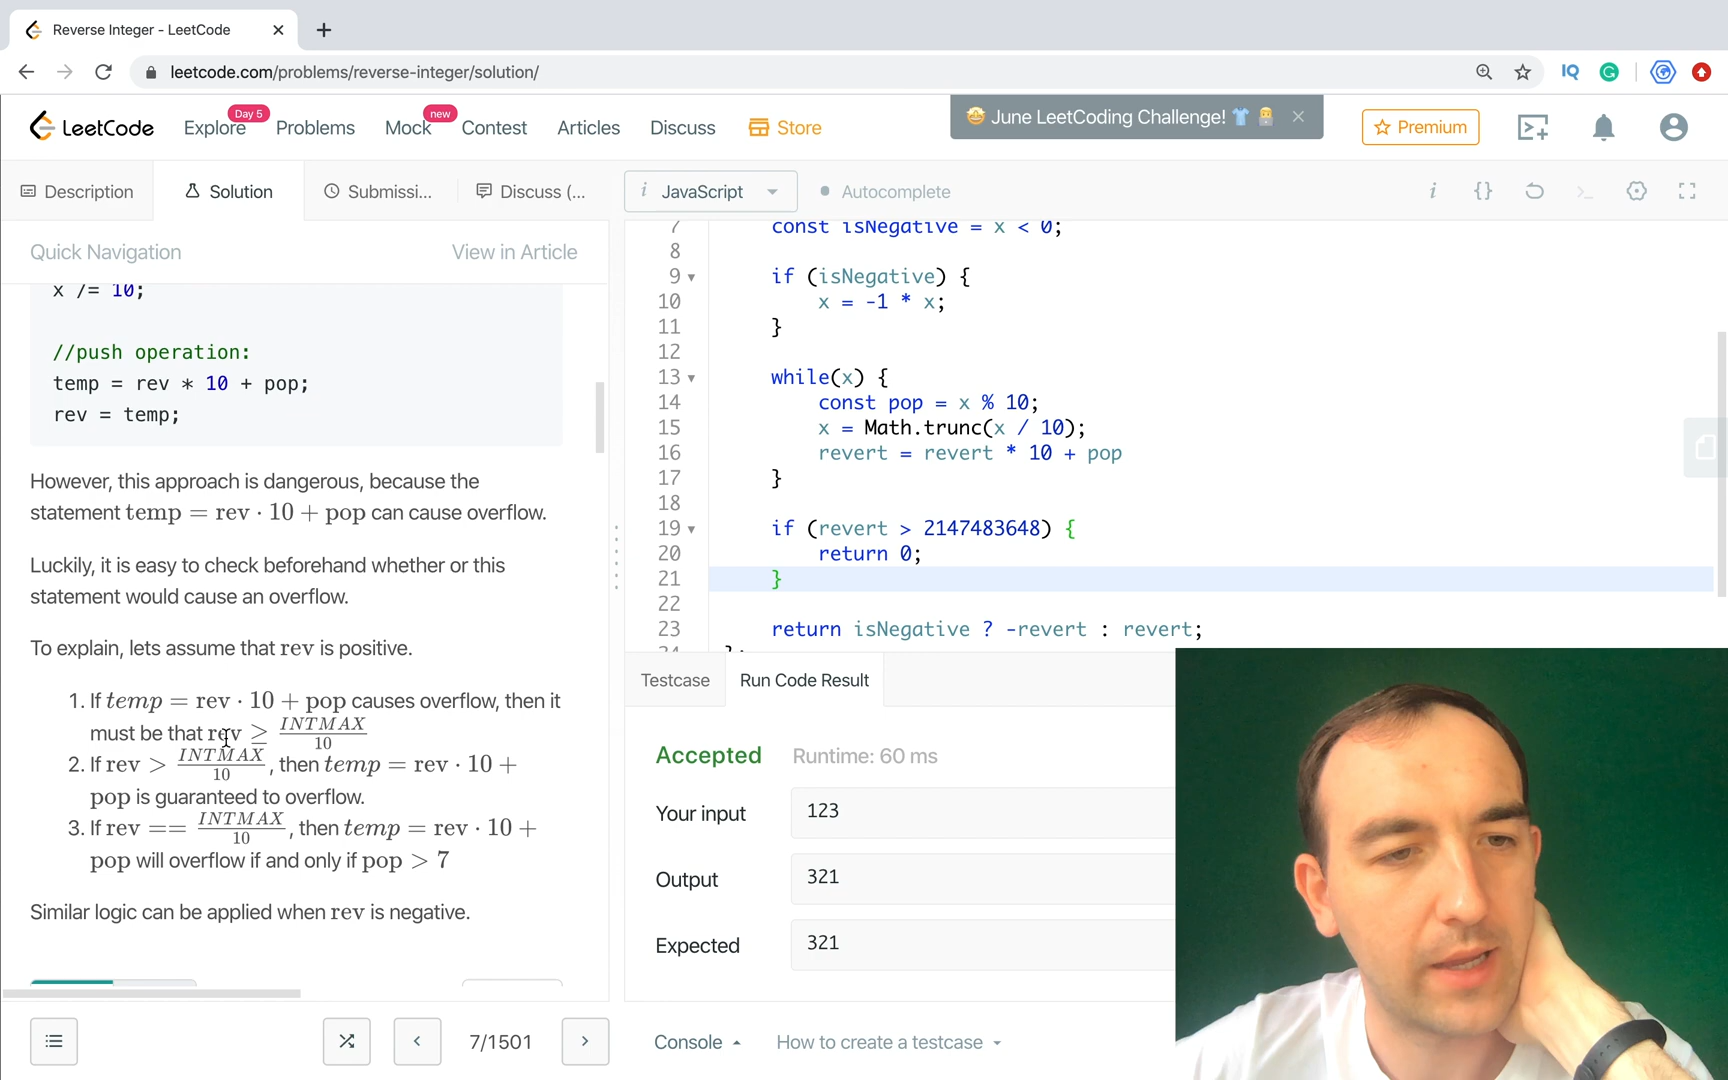 Reverse Integer - LeetCode
leetcode.com/problems/reverse-integer/solution/
IQ
LeetCode
Explore
Day 5
Problems
Mock
new
Contest
Articles
Discuss
Store
June LeetCoding Challenge!
Premium
Description
Solution
Submissi...
Discuss (...
JavaScript
Autocomplete
Quick Navigation
View in Article
x /= 10;
//push operation:
temp = rev * 10 + pop;
rev = temp;
However, this approach is dangerous, because the
statement temp = rev · 10 + pop can cause overflow.
Luckily, it is easy to check beforehand whether or this
statement would cause an overflow.
To explain, lets assume that rev is positive.
1. If temp = rev · 10 + pop causes overflow, then it
must be that rev ≥ INTMAX/10
2. If rev > INTMAX/10, then temp = rev · 10 +
pop is guaranteed to overflow.
3. If rev == INTMAX/10, then temp = rev · 10 +
pop will overflow if and only if pop > 7
Similar logic can be applied when rev is negative.
7/1501
7 const isNegative = x < 0;
8
9 if (isNegative) {
10 x = -1 * x;
11 }
12
13 while(x) {
14 const pop = x % 10;
15 x = Math.trunc(x / 10);
16 revert = revert * 10 + pop
17 }
18
19 if (revert > 2147483648) {
20 return 0;
21 }
22
23 return isNegative ? -revert : revert;
24 };
Testcase
Run Code Result
Accepted
Runtime: 60 ms
Your input
123
Output
321
Expected
321
Console
How to create a testcase